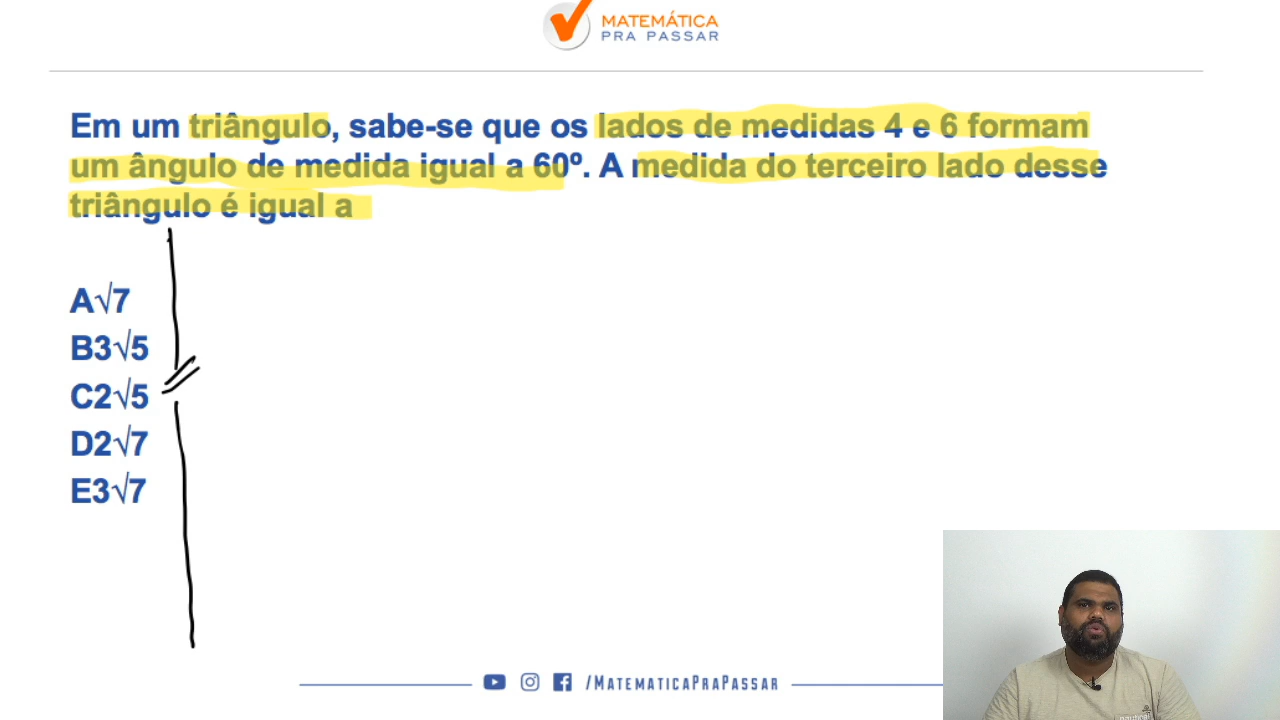 MATEMÁTICA
PRA PASSAR
Em um triângulo, sabe-se que os lados de medidas 4 e 6 formam
um ângulo de medida igual a 60º. A medida do terceiro lado desse
triângulo é igual a
A√7
B3√5
C2√5
D2√7
E3√7
/MATEMATICAPRAPASSAR
nautica